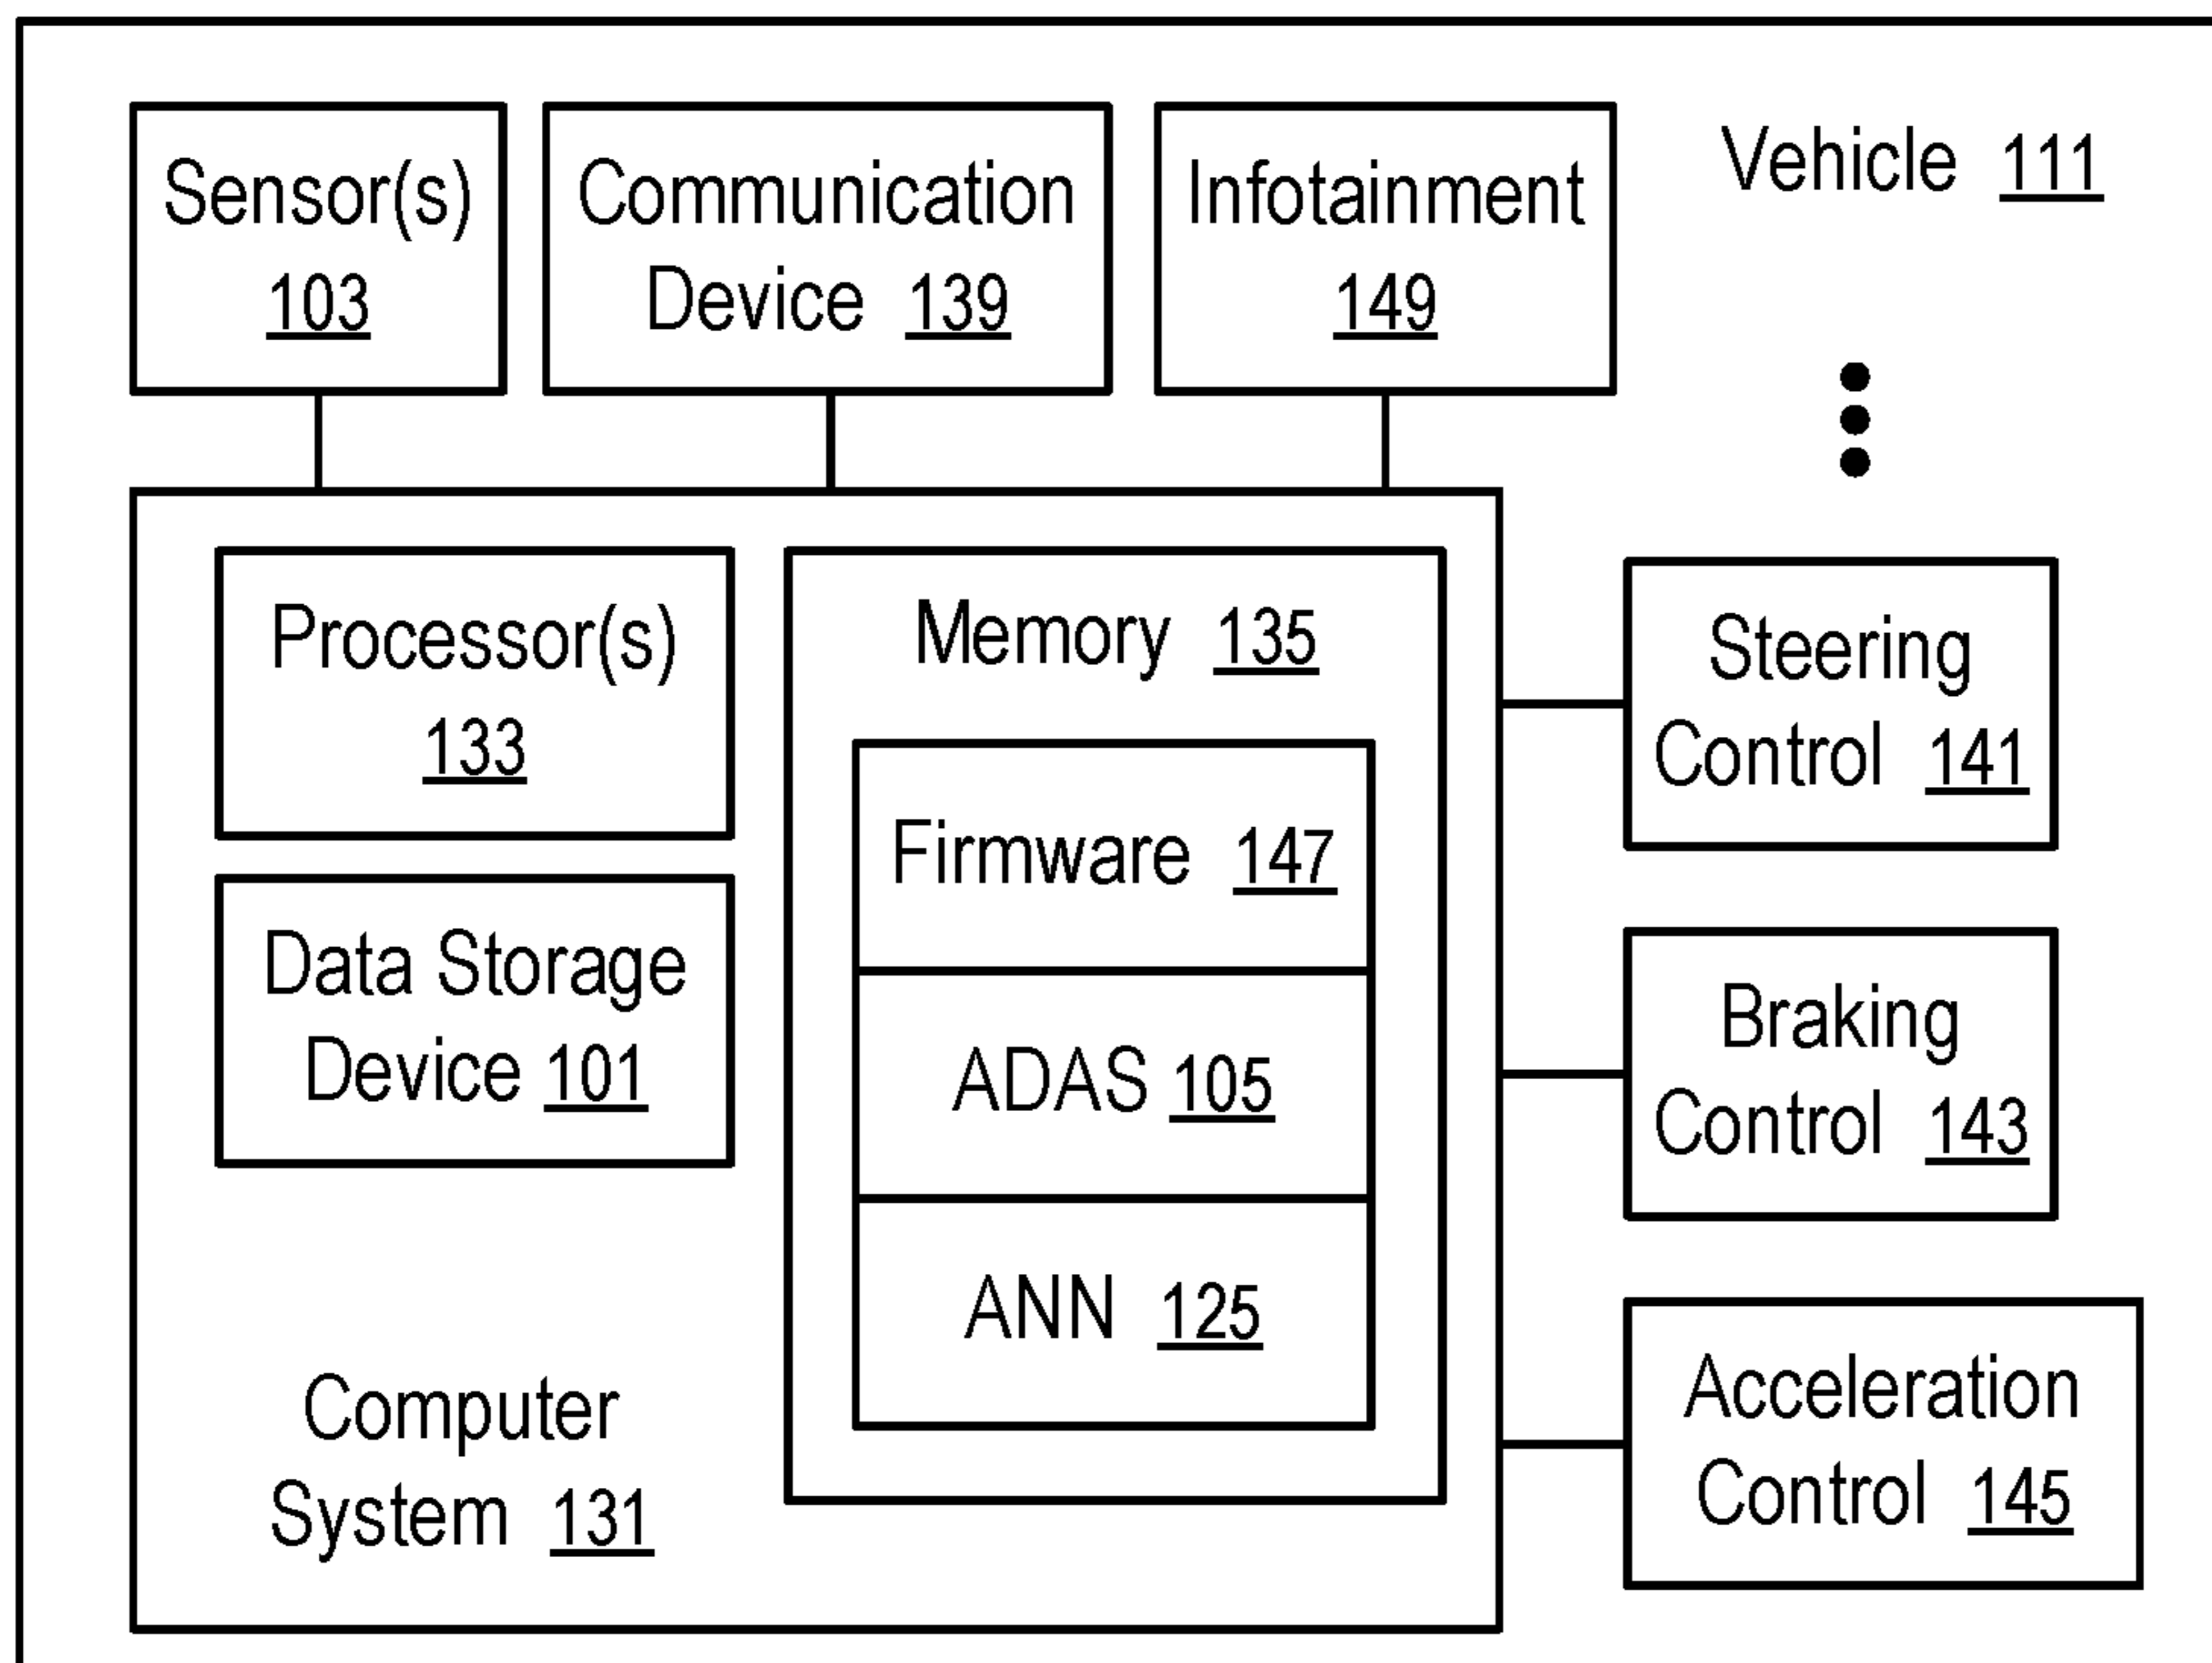 Sensor(s)
103
Communication
Device 139
Infotainment
149
Vehicle 111
Processor(s)
133
Data Storage
Device 101
Computer
System 131
Memory 135
Firmware 147
ADAS 105
ANN 125
Steering
Control 141
Braking
Control 143
Acceleration
Control 145